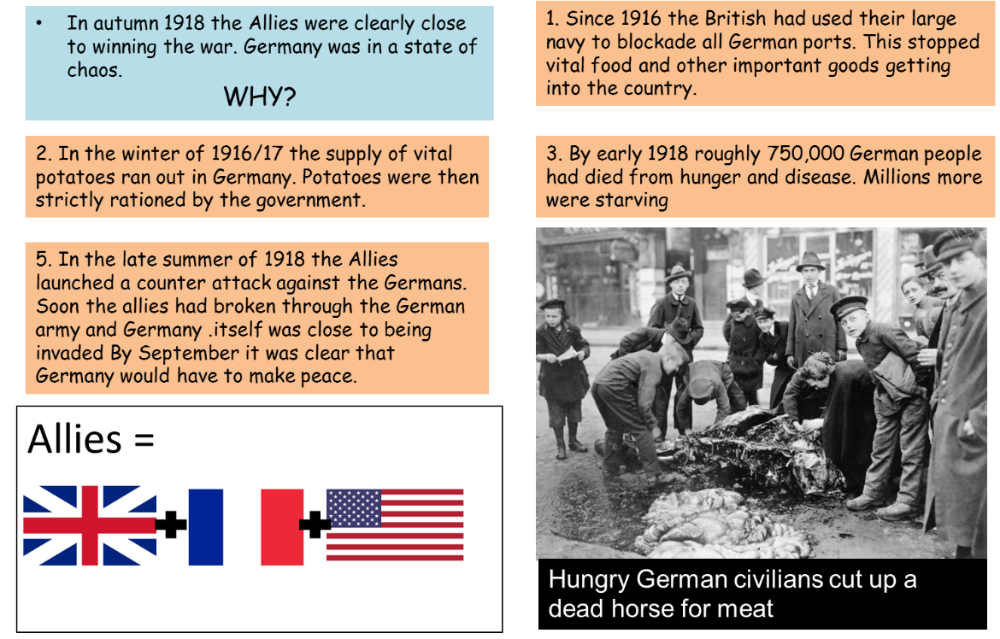 • In autumn 1918 the Allies were clearly close
to winning the war. Germany was in a state of
chaos.
WHY?
1. Since 1916 the British had used their large
navy to blockade all German ports. This stopped
vital food and other important goods getting
into the country.
2. In the winter of 1916/17 the supply of vital
potatoes ran out in Germany. Potatoes were then
strictly rationed by the government.
3. By early 1918 roughly 750,000 German people
had died from hunger and disease. Millions more
were starving
5. In the late summer of 1918 the Allies
launched a counter attack against the Germans.
Soon the allies had broken through the German
army and Germany .itself was close to being
invaded By September it was clear that
Germany would have to make peace.
Allies =
Hungry German civilians cut up a
dead horse for meat